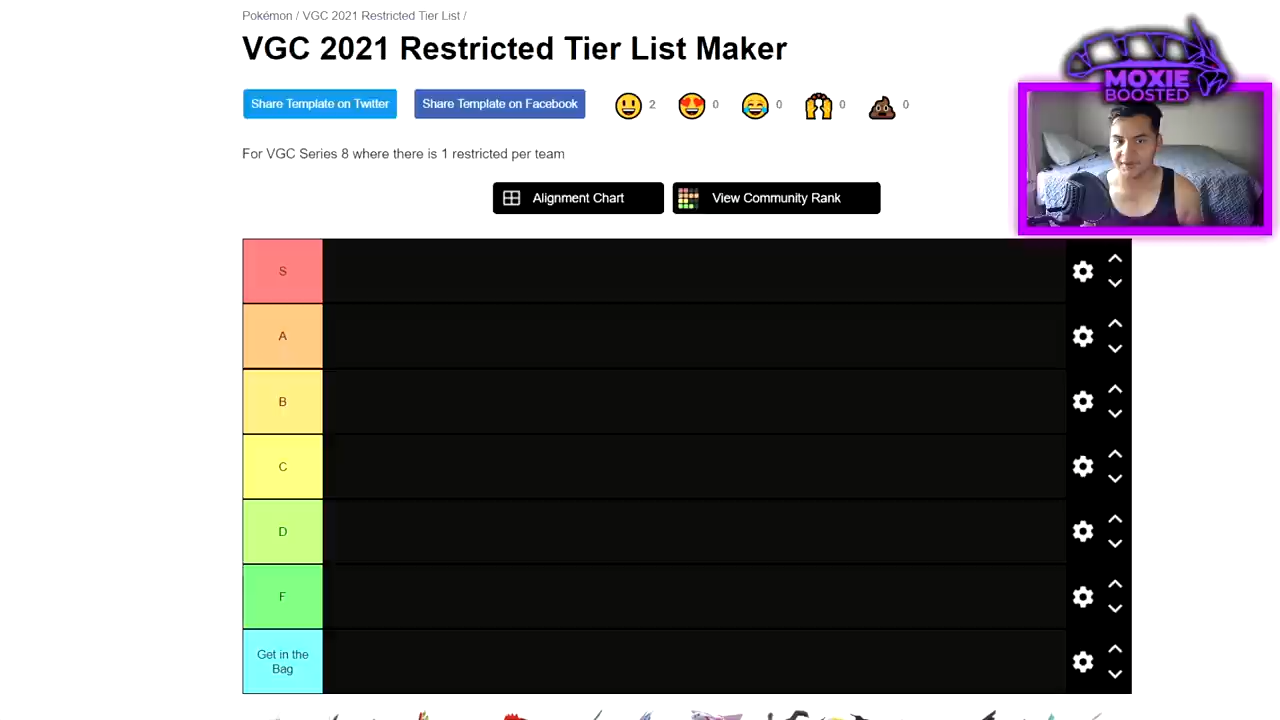 Pokémon / VGC 2021 Restricted Tier List /
VGC 2021 Restricted Tier List Maker
Share Template on Twitter
Share Template on Facebook
2
0
0
0
0
For VGC Series 8 where there is 1 restricted per team
Alignment Chart
View Community Rank
MOXIE
BOOSTED
S
A
B
C
D
F
Get in the
Bag